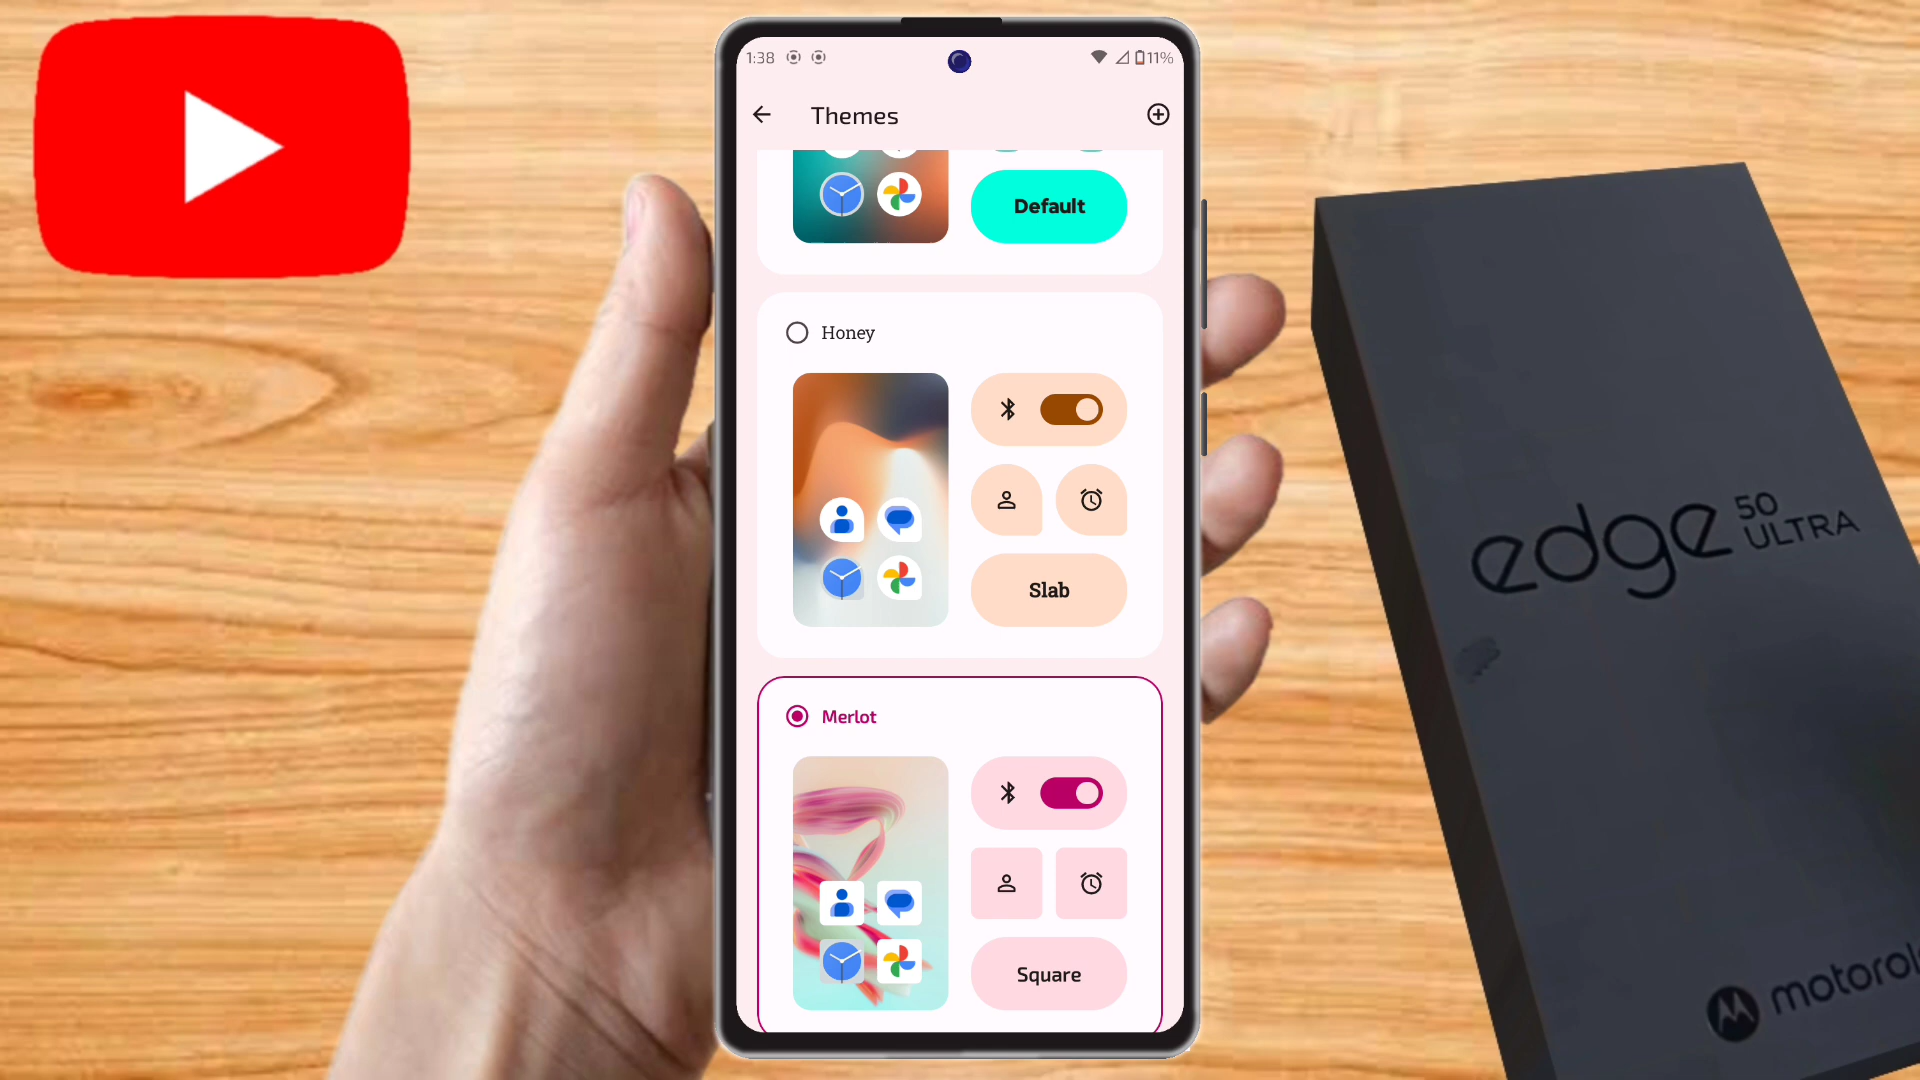 1:38
11%
Themes
Default
Honey
Slab
Merlot
Square
edge 50
ULTRA
motorol